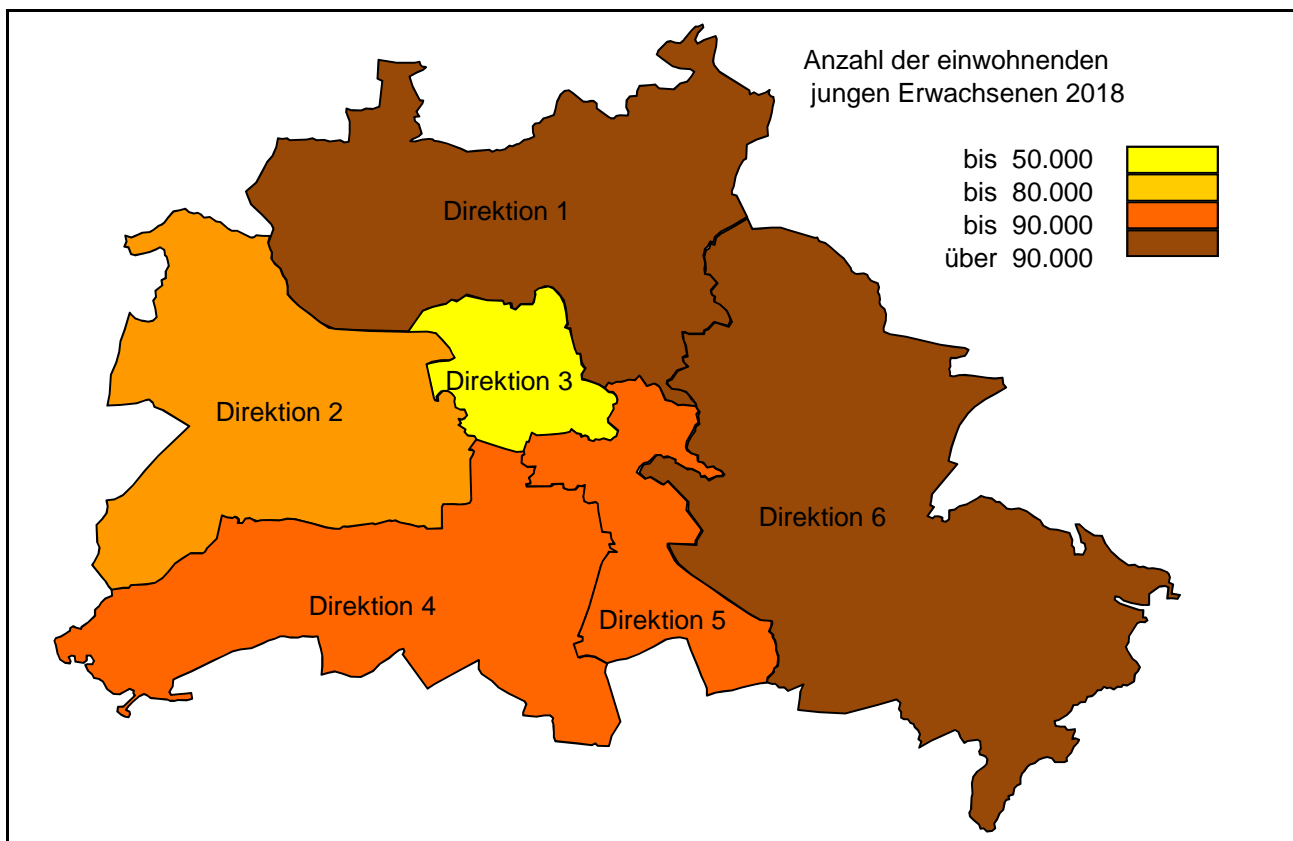 Anzahl der einwohnenden
jungen Erwachsenen 2018
bis 50.000
bis 80.000
bis 90.000
über 90.000
Direktion 1
Direktion 3
Direktion 2
Direktion 6
Direktion 4
Direktion 5